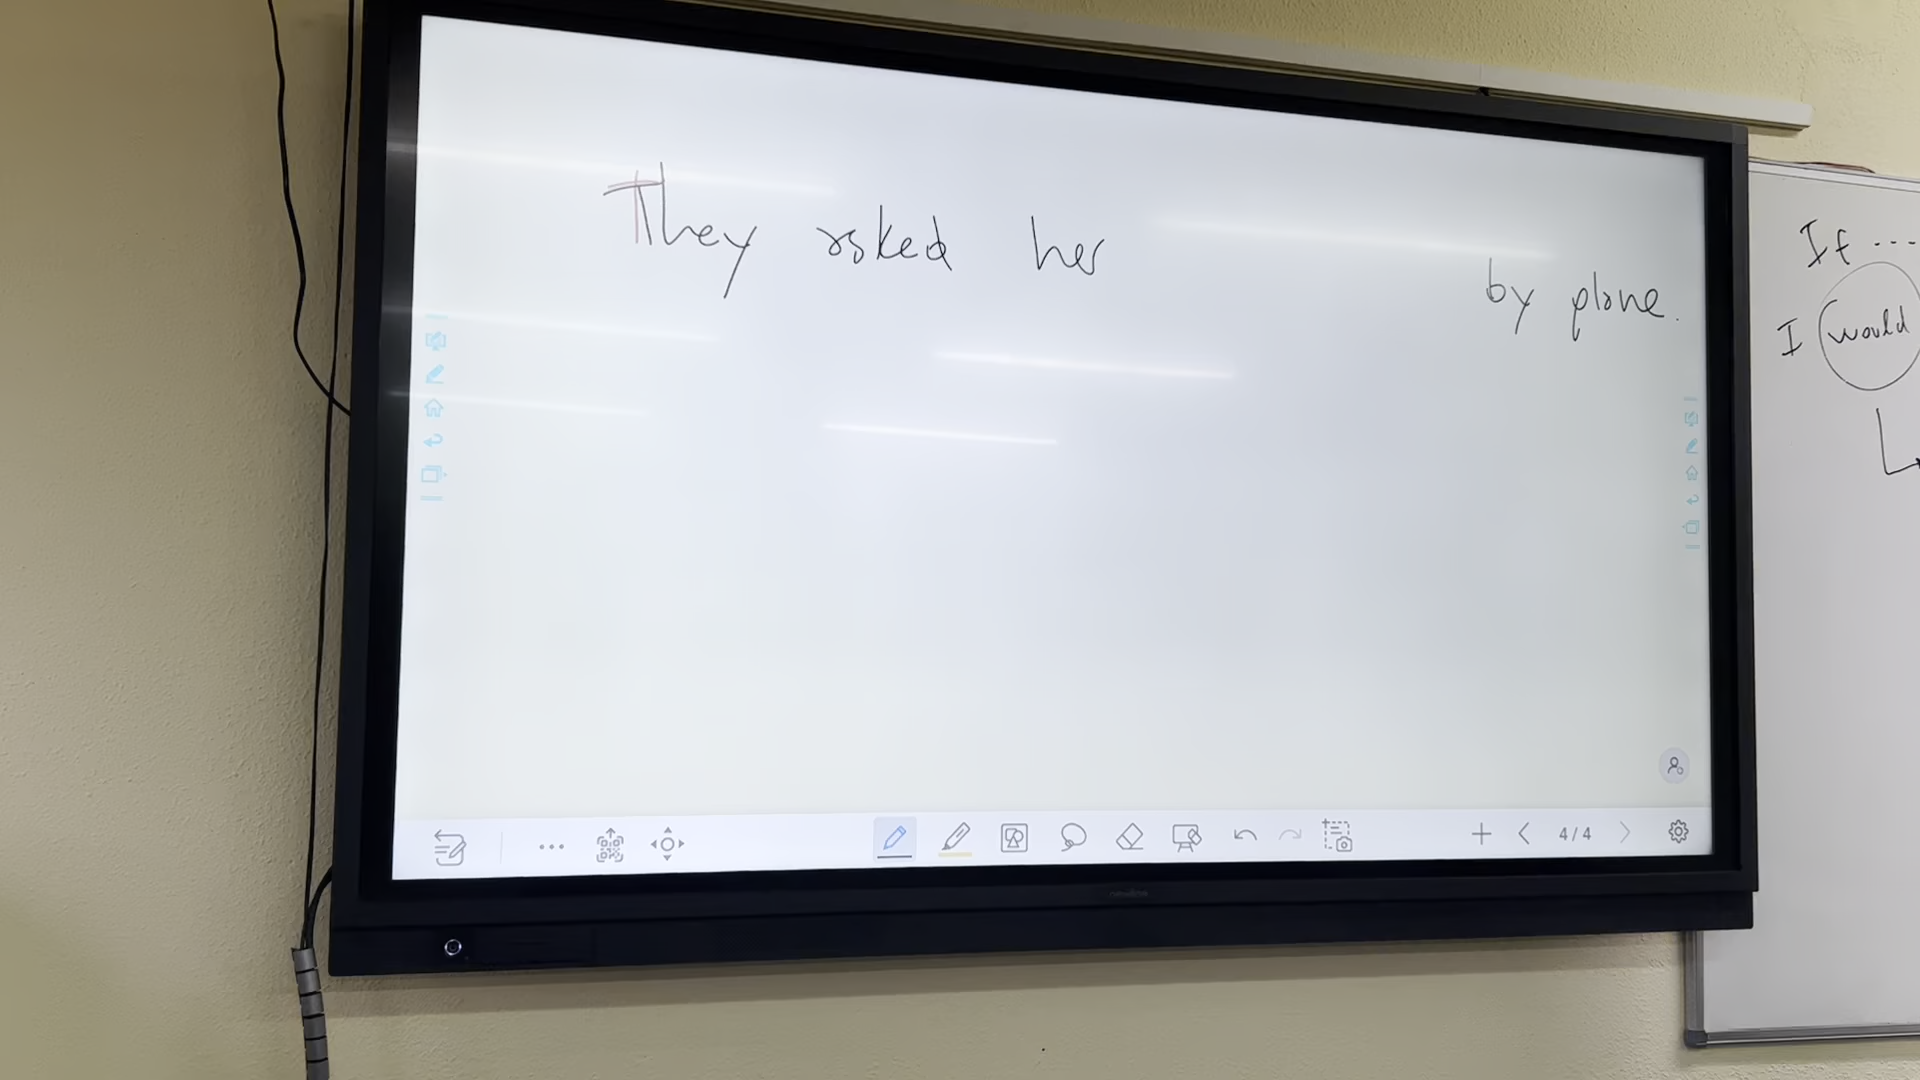 They asked her by plane.
If ....
I would
4/4